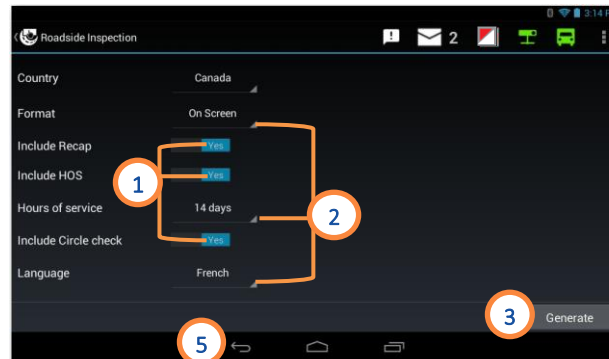 3:14 P
Roadside Inspection
2
Country Canada
Format On Screen
Include Recap Yes
Include HOS Yes
1
Hours of service 14 days
2
Include Circle check Yes
Language French
3 Generate
5